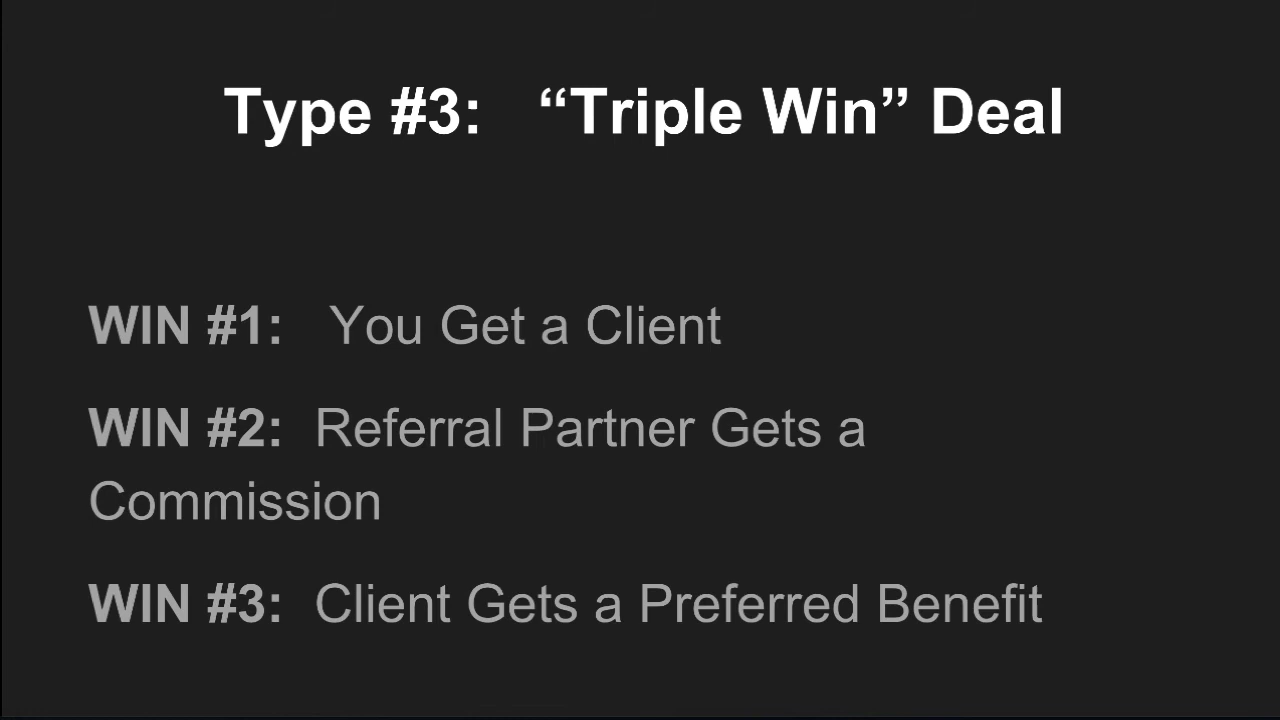 Type #3: “Triple Win” Deal
WIN #1: You Get a Client
WIN #2: Referral Partner Gets a
Commission
WIN #3: Client Gets a Preferred Benefit